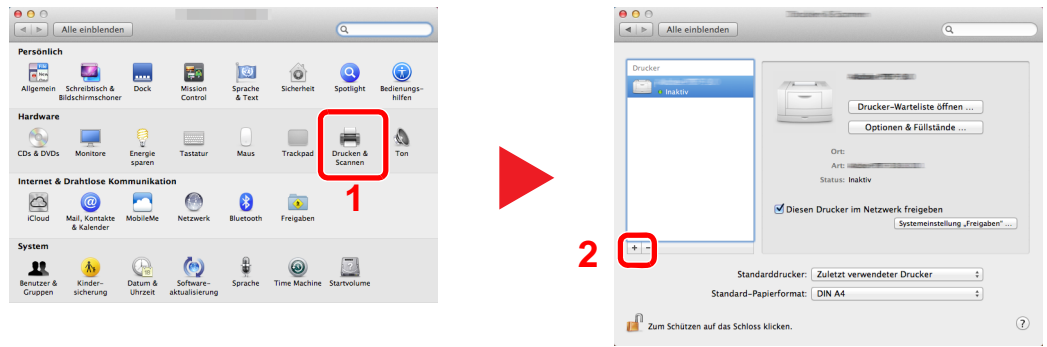 Alle einblenden
Persönlich
Allgemein
Schreibtisch &
Bildschirmschoner
Dock
Mission
Control
Sprache
& Text
Sicherheit
Spotlight
Bedienungs-
hilfen
Hardware
CDs & DVDs
Monitore
Energie
sparen
Tastatur
Maus
Trackpad
Drucken &
Scannen
Ton
1
Internet & Drahtlose Kommunikation
iCloud
Mail, Kontakte
& Kalender
MobileMe
Netzwerk
Bluetooth
Freigaben
System
Benutzer &
Gruppen
Kinder-
sicherung
Datum &
Uhrzeit
Software-
aktualisierung
Sprache
Time Machine
Startvolume
Alle einblenden
Drucker
Inaktiv
Drucker-Warteliste öffnen ...
Optionen & Füllstände ...
Ort:
Art:
Status: Inaktiv
Diesen Drucker im Netzwerk freigeben
Systemeinstellung „Freigaben“ ...
2
+ −
Standarddrucker: Zuletzt verwendeter Drucker
Standard-Papierformat: DIN A4
Zum Schützen auf das Schloss klicken.
?